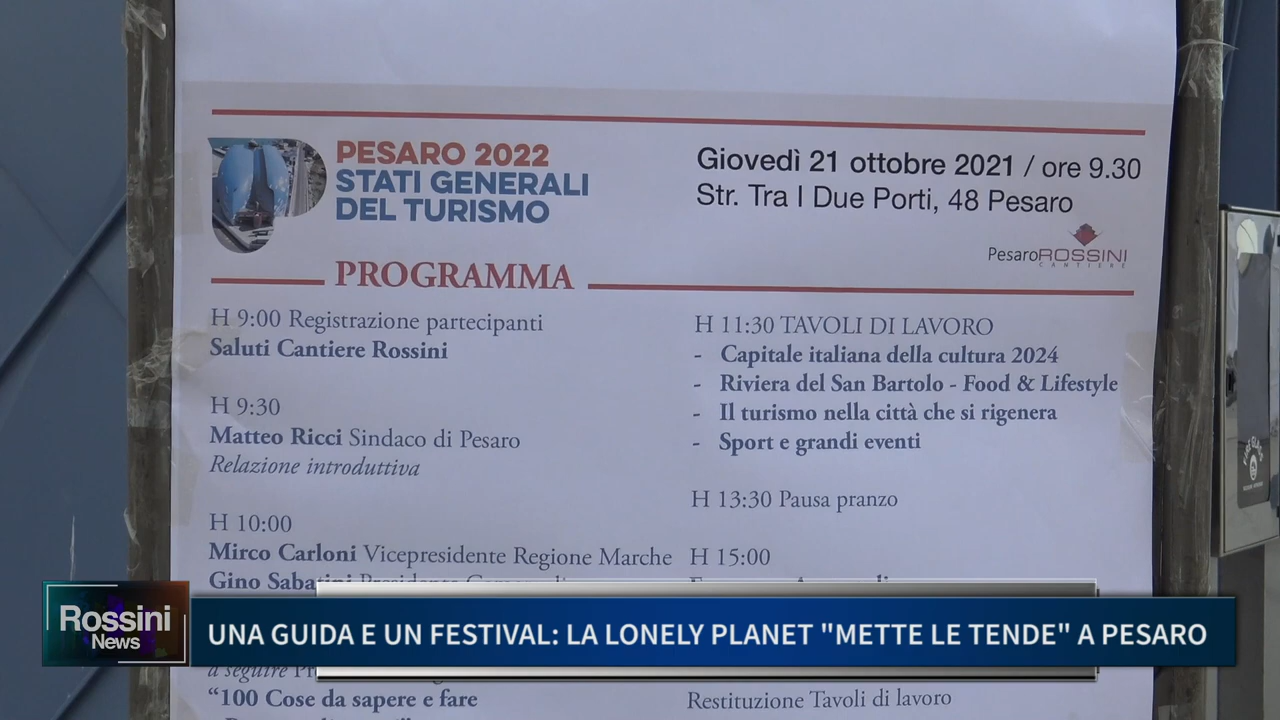 PESARO 2022
STATI GENERALI
DEL TURISMO
Giovedì 21 ottobre 2021 / ore 9.30
Str. Tra I Due Porti, 48 Pesaro
PesaroROSSINI
CANTIERE
PROGRAMMA
H 9:00 Registrazione partecipanti
Saluti Cantiere Rossini
H 9:30
Matteo Ricci Sindaco di Pesaro
Relazione introduttiva
H 10:00
Mirco Carloni Vicepresidente Regione Marche
Gino Sabatini Presidente
a seguire
"100 Cose da sapere e fare
H 11:30 TAVOLI DI LAVORO
- Capitale italiana della cultura 2024
- Riviera del San Bartolo - Food & Lifestyle
- Il turismo nella città che si rigenera
- Sport e grandi eventi
H 13:30 Pausa pranzo
H 15:00
Restituzione Tavoli di lavoro
Rossini
News
UNA GUIDA E UN FESTIVAL: LA LONELY PLANET "METTE LE TENDE" A PESARO